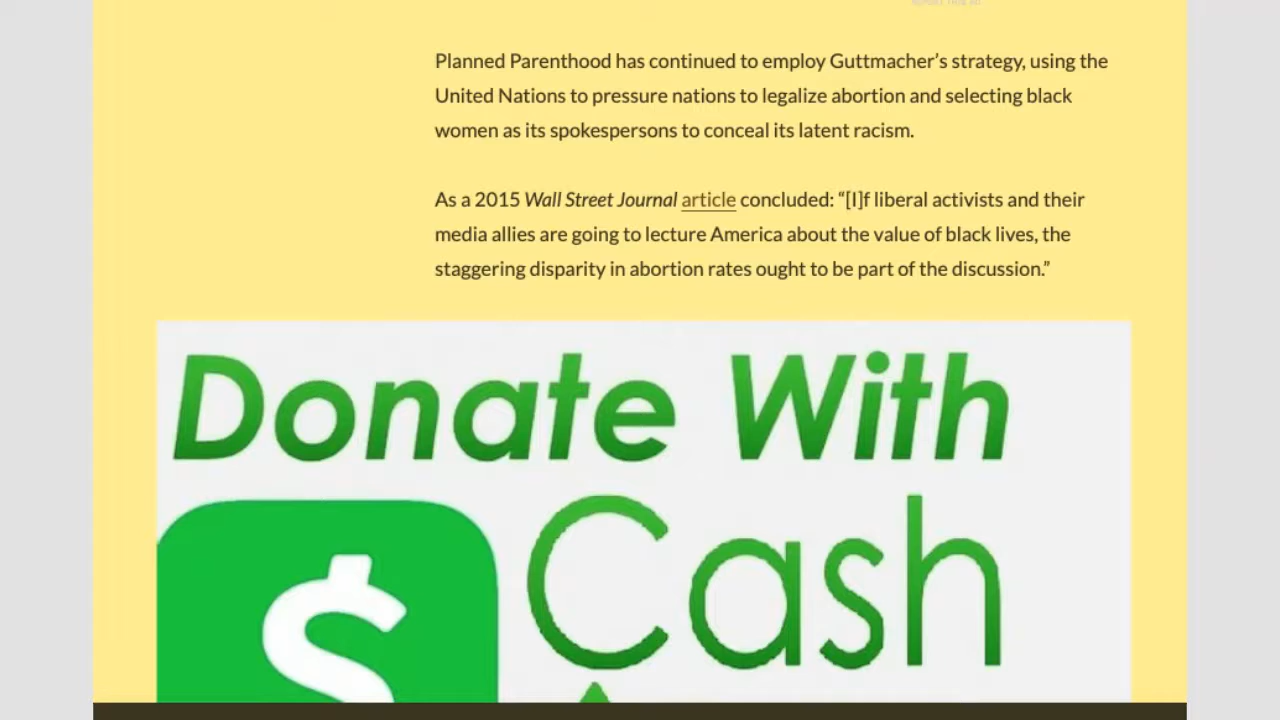 Planned Parenthood has continued to employ Guttmacher’s strategy, using the
United Nations to pressure nations to legalize abortion and selecting black
women as its spokespersons to conceal its latent racism.
As a 2015 Wall Street Journal article concluded: “[I]f liberal activists and their
media allies are going to lecture America about the value of black lives, the
staggering disparity in abortion rates ought to be part of the discussion.”
Donate With
$ Cash